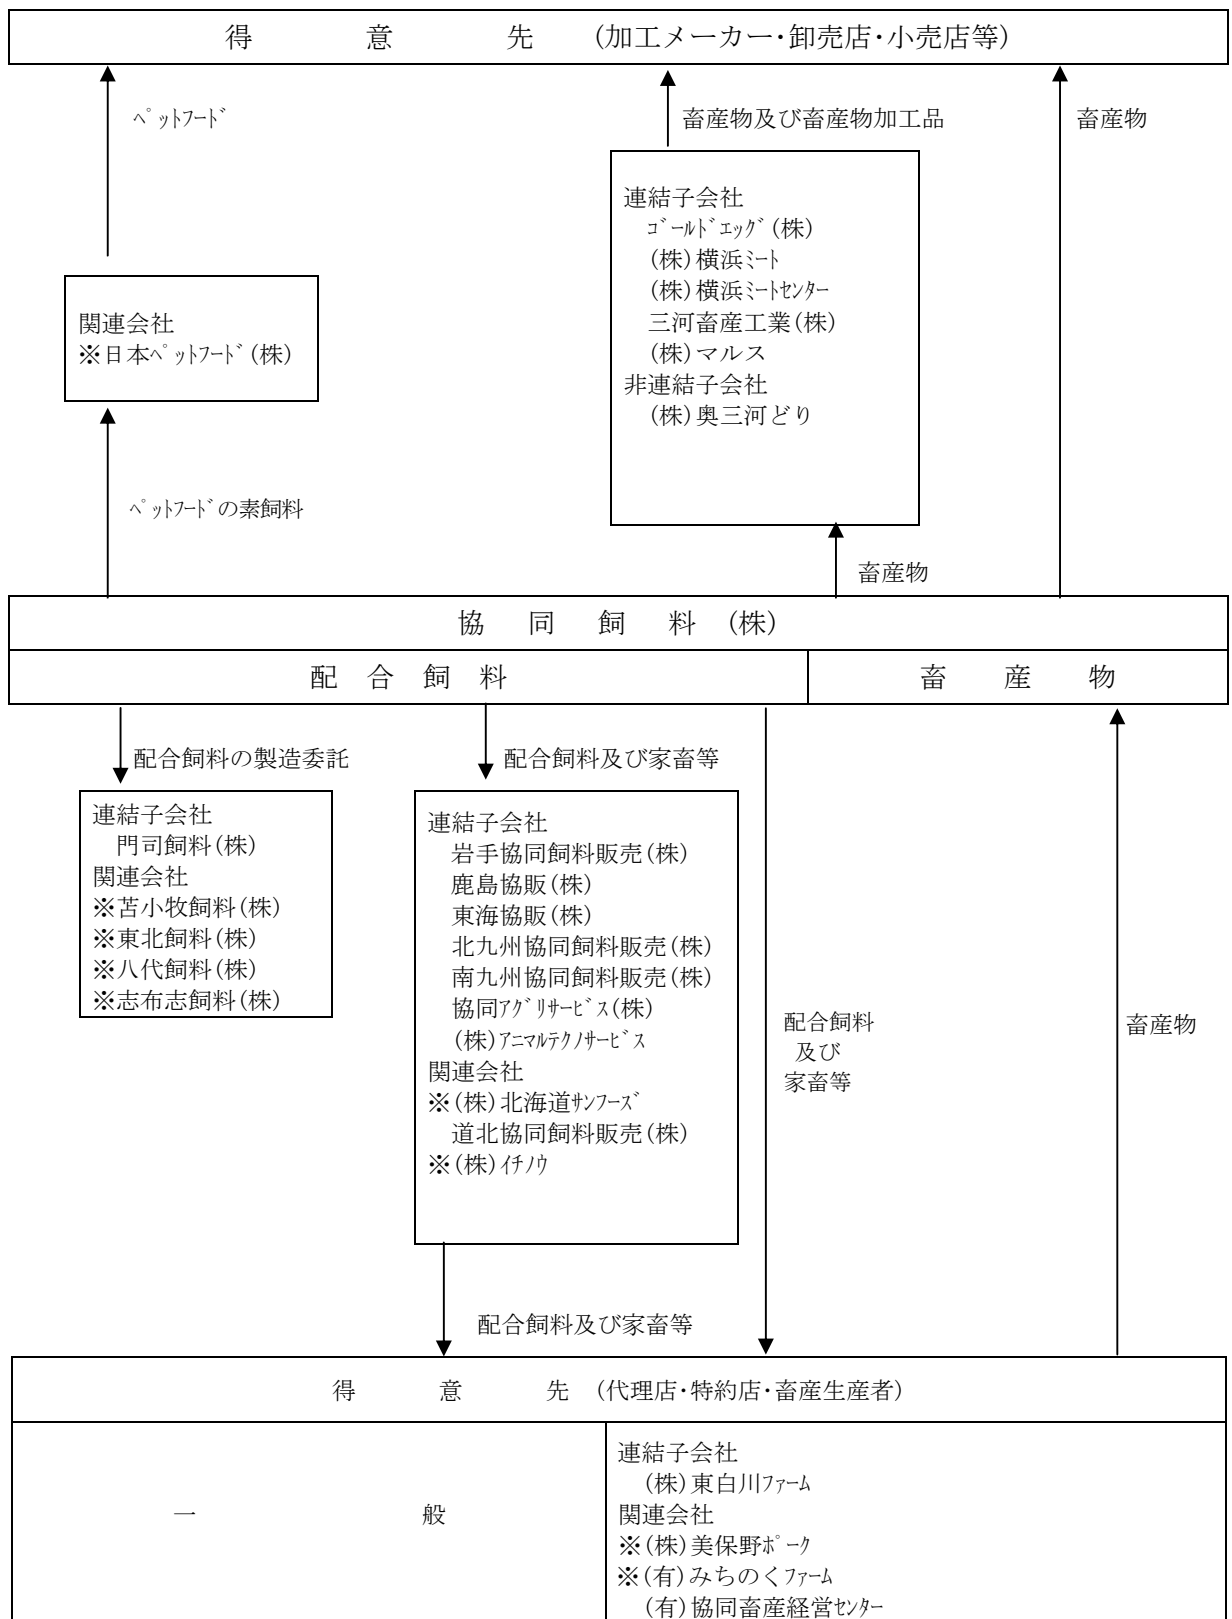 得 意 先 (加工メーカー・卸売店・小売店等)
ﾍﾟｯﾄﾌｰﾄﾞ
畜産物及び畜産物加工品
畜産物
連結子会社
ｺﾞｰﾙﾄﾞｴｯｸﾞ(株)
(株)横浜ﾐｰﾄ
(株)横浜ﾐｰﾄｾﾝﾀｰ
三河畜産工業(株)
(株)マルス
非連結子会社
(株)奥三河どり
関連会社
※日本ﾍﾟｯﾄﾌｰﾄﾞ(株)
ﾍﾟｯﾄﾌｰﾄﾞの素飼料
畜産物
協 同 飼 料 (株)
配 合 飼 料
畜 産 物
配合飼料の製造委託
連結子会社
門司飼料(株)
関連会社
※苫小牧飼料(株)
※東北飼料(株)
※八代飼料(株)
※志布志飼料(株)
配合飼料及び家畜等
連結子会社
岩手協同飼料販売(株)
鹿島協販(株)
東海協販(株)
北九州協同飼料販売(株)
南九州協同飼料販売(株)
協同ｱｸﾞﾘｻｰﾋﾞｽ(株)
(株)ｱﾆﾏﾙﾃｸﾉｻｰﾋﾞｽ
関連会社
※(株)北海道ｻﾝﾌｰｽﾞ
道北協同飼料販売(株)
※(株)ｲﾁﾉｳ
配合飼料
及び
家畜等
畜産物
配合飼料及び家畜等
得 意 先 (代理店・特約店・畜産生産者)
一 般
連結子会社
(株)東白川ﾌｧｰﾑ
関連会社
※(株)美保野ﾎﾟｰｸ
※(有)みちのくﾌｧｰﾑ
(有)協同畜産経営ｾﾝﾀｰ